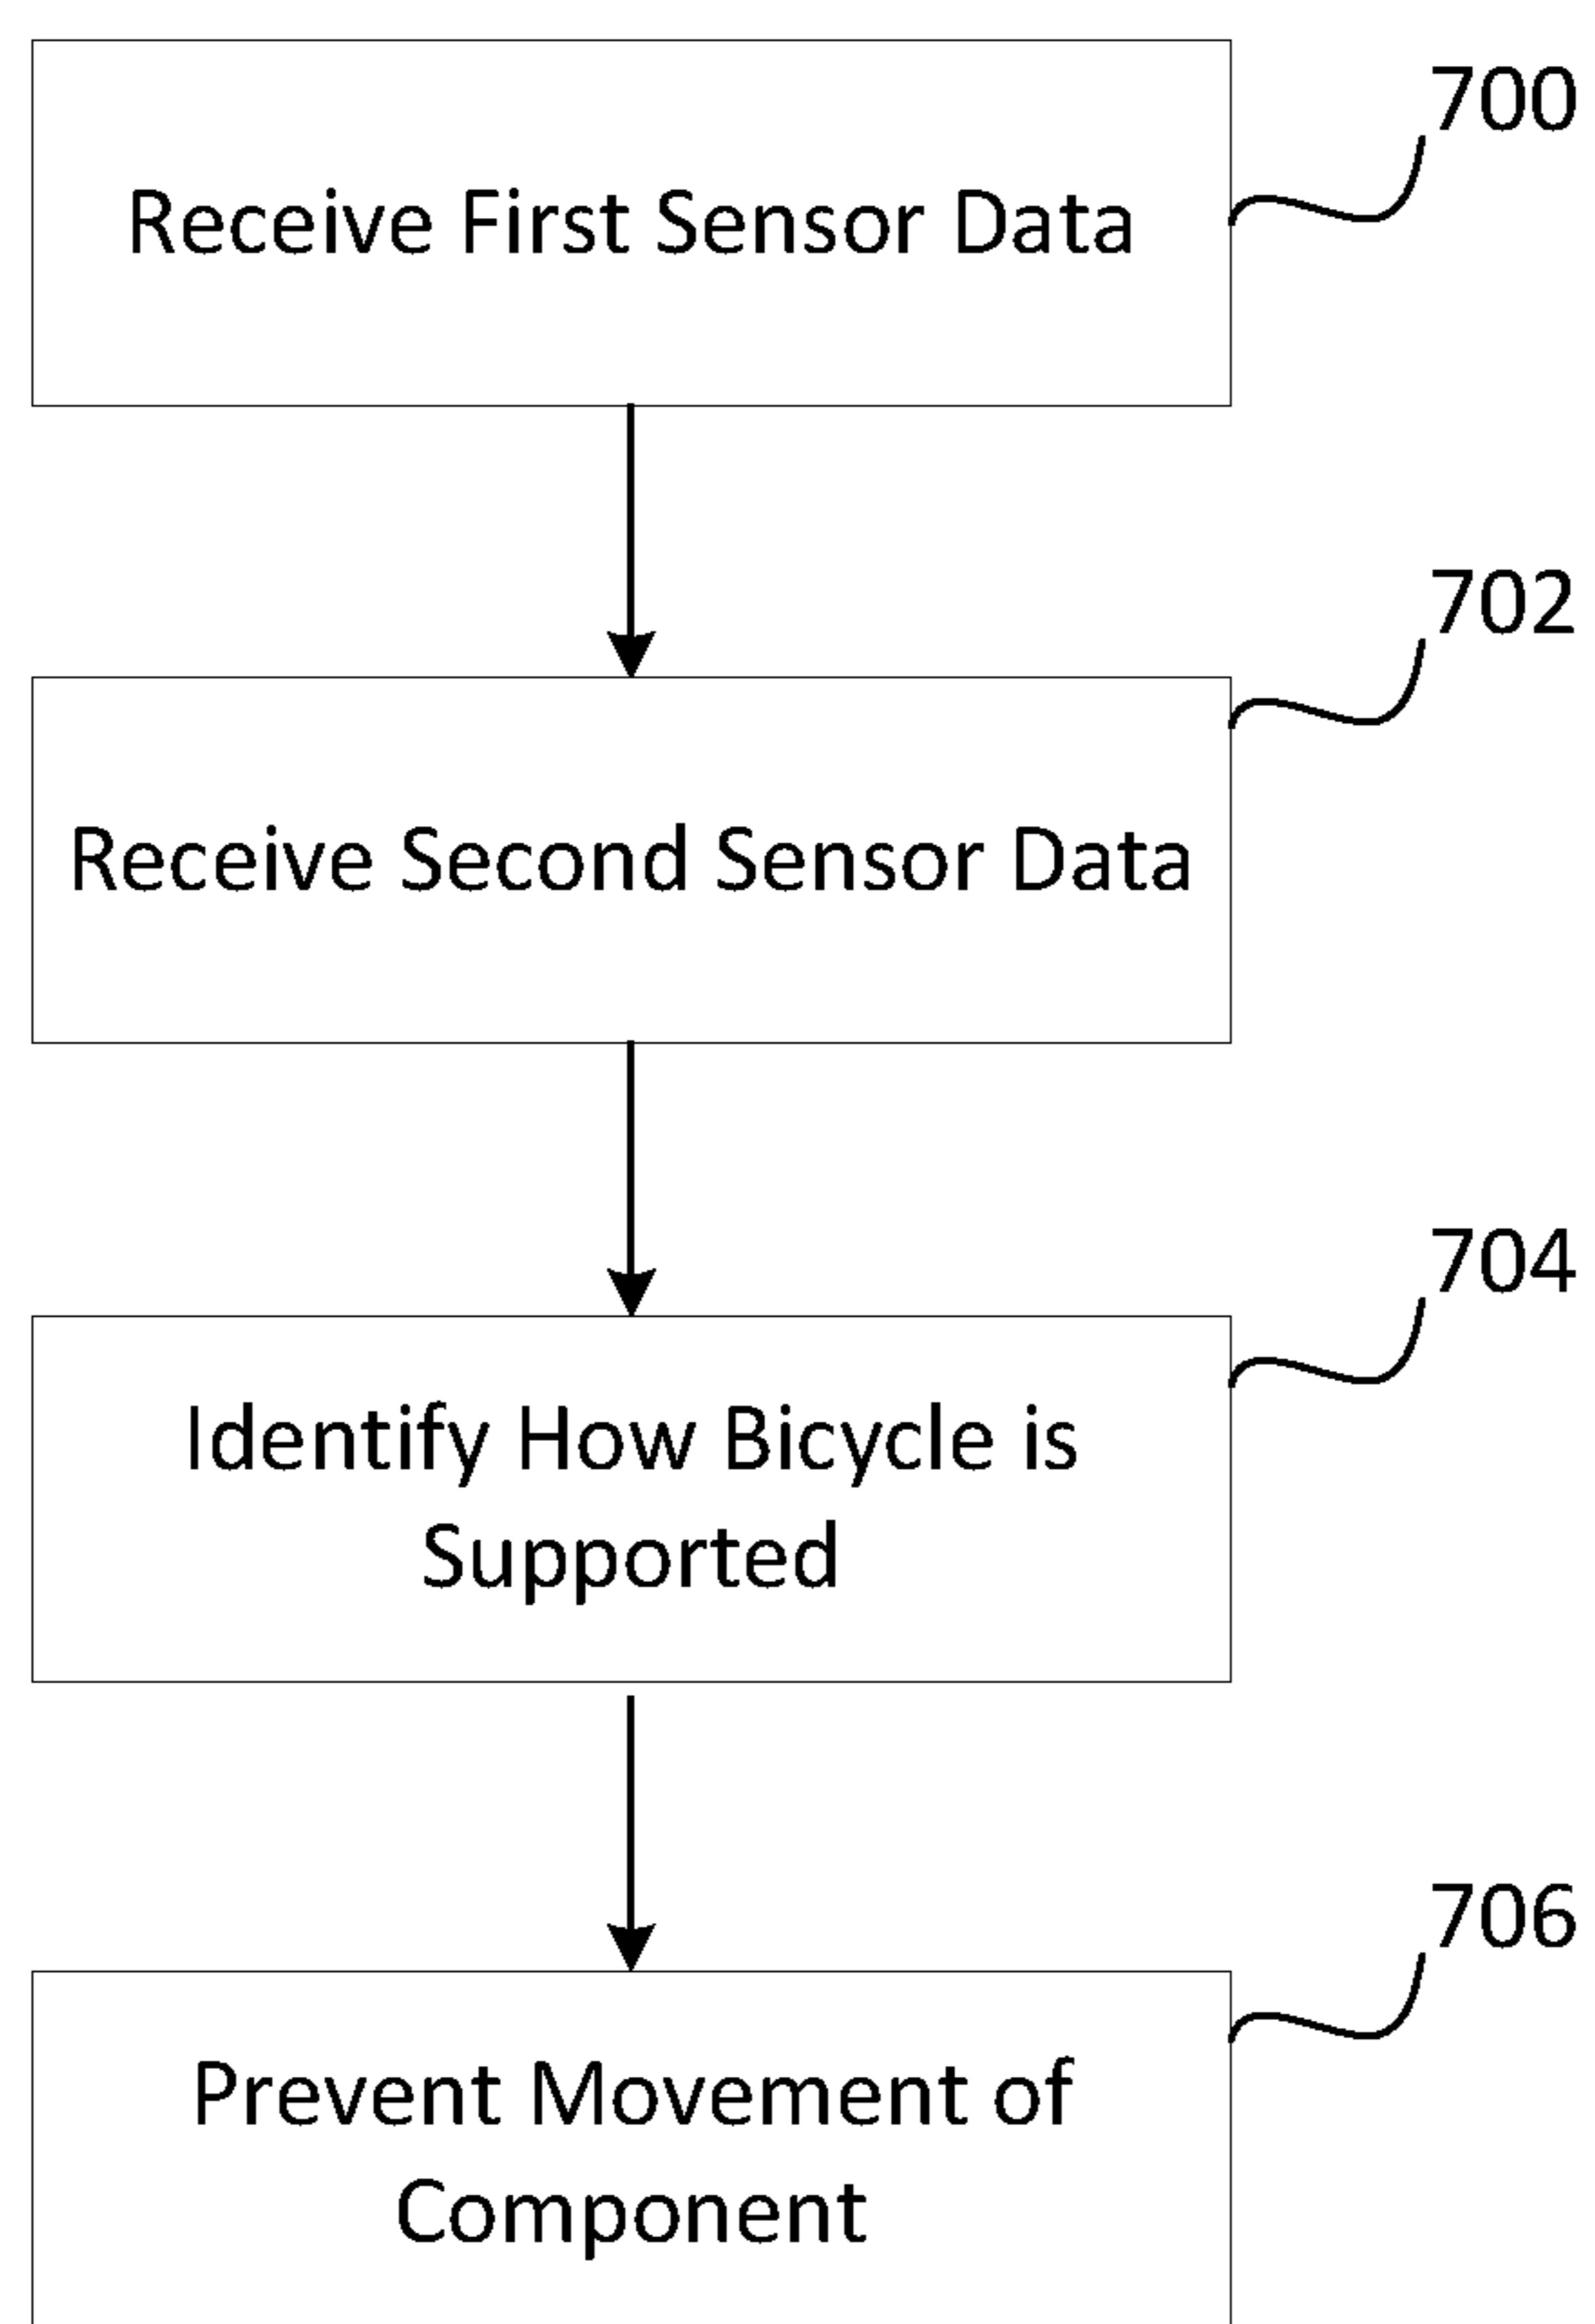 700
Receive First Sensor Data
702
Receive Second Sensor Data
704
Identify How Bicycle is
Supported
706
Prevent Movement of
Component